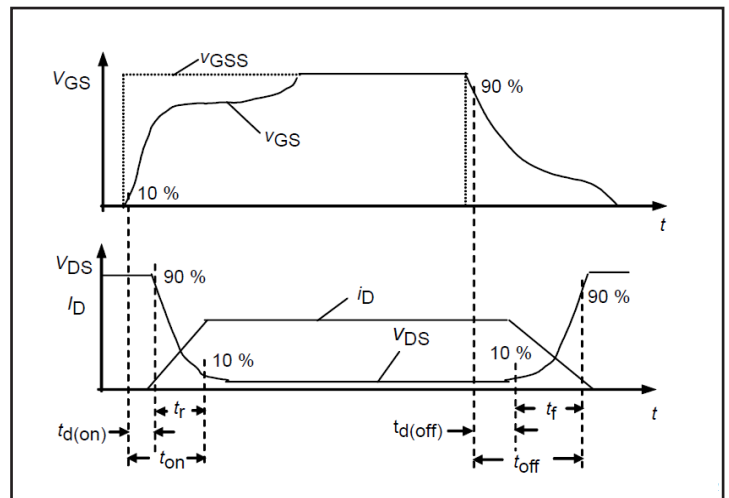 vGSS
VGS
90 %
vGS
10 %
t
VDS
90 %
ID
iD
90 %
VDS
10 %
10 %
tr
tf
t
td(on)
td(off)
ton
toff